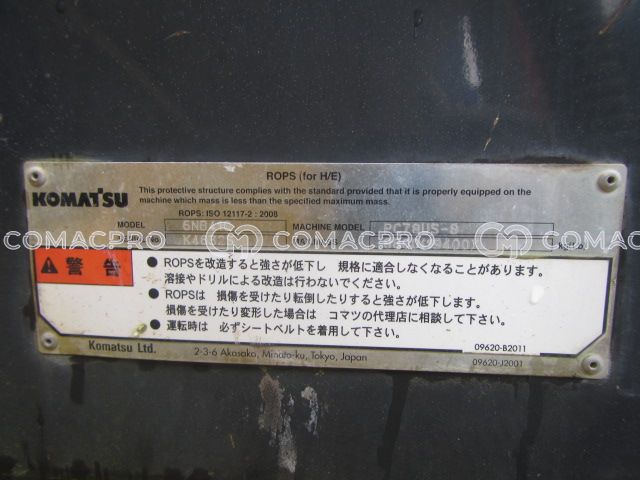 ROPS (for H/E)
KOMATSU
This protective structure complies with the standard provided that it is properly equipped on the
machine which mass is less than the specified maximum mass.
ROPS: ISO 12117-2 : 2008
MODEL MACHINE MODEL PC78US-8
COMACPRO COMACPRO COMACPRO
警告
● ROPSを改造すると強さが低下し 規格に適合しなくなることがあります。
溶接やドリルによる改造は行わないでください。
● ROPSは 損傷を受けたり転倒したりすると強さが低下します。
損傷を受けたり変形した場合は コマツの代理店に相談して下さい。
● 運転時は 必ずシートベルトを着用して下さい。
09620-B2011
Komatsu Ltd. 2-3-6 Akasaka, Minato-ku, Tokyo, Japan 09620-J2001